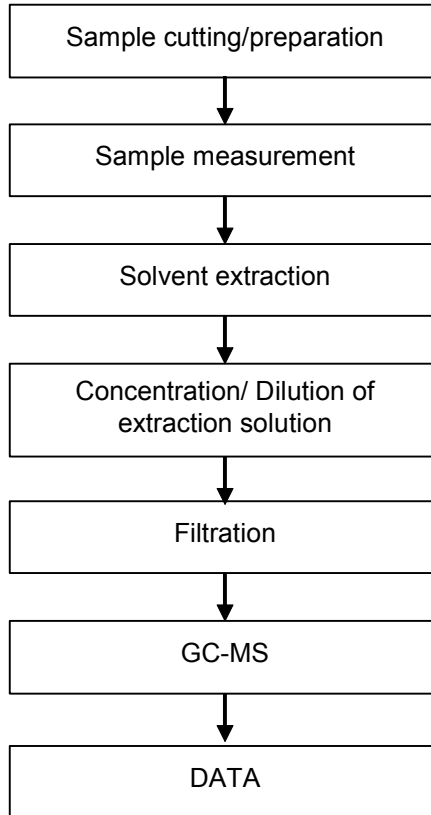 Sample cutting/preparation
Sample measurement
Solvent extraction
Concentration/ Dilution of
extraction solution
Filtration
GC-MS
DATA